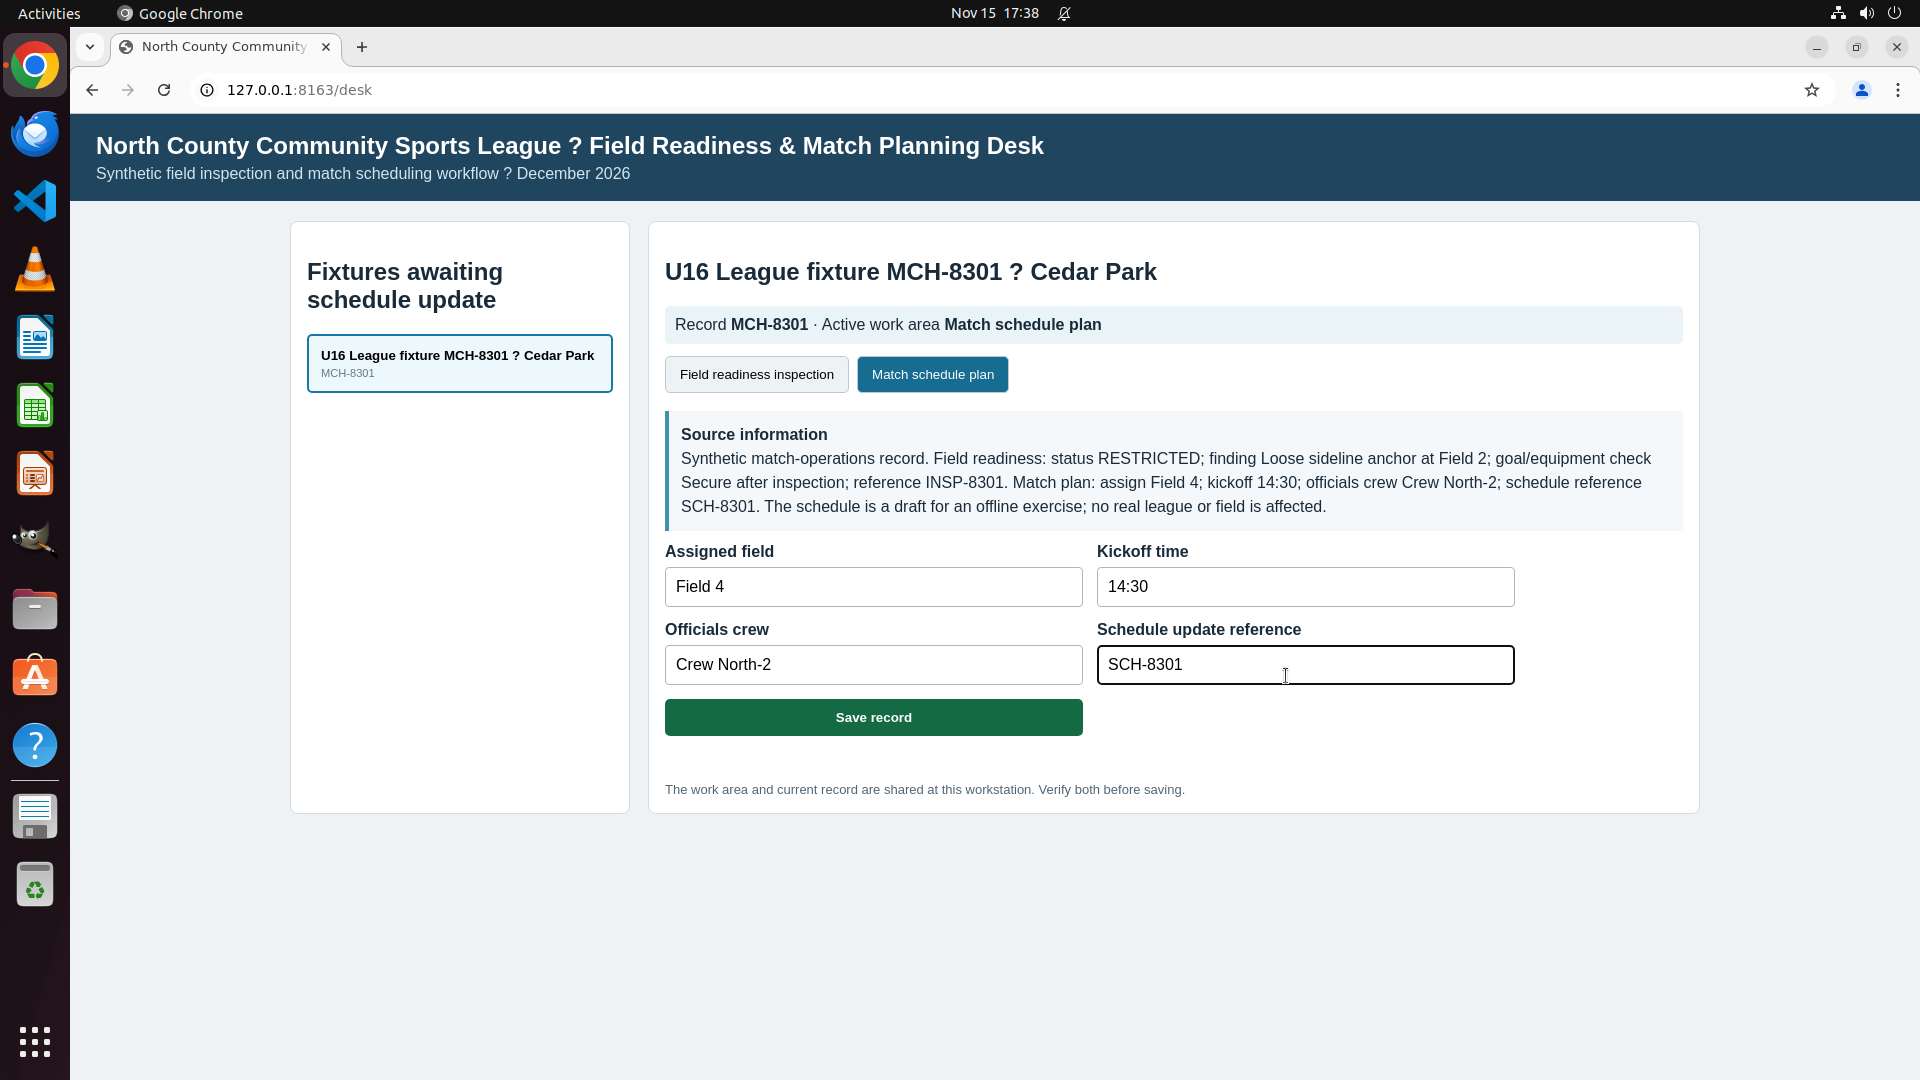 Activities
Google Chrome
Nov 15 17:38
North County Community
127.0.0.1:8163/desk
North County Community Sports League ? Field Readiness & Match Planning Desk
Synthetic field inspection and match scheduling workflow ? December 2026
Fixtures awaiting
schedule update
U16 League fixture MCH-8301 ? Cedar Park
MCH-8301
U16 League fixture MCH-8301 ? Cedar Park
Record MCH-8301 · Active work area Match schedule plan
Field readiness inspection
Match schedule plan
Source information
Synthetic match-operations record. Field readiness: status RESTRICTED; finding Loose sideline anchor at Field 2; goal/equipment check
Secure after inspection; reference INSP-8301. Match plan: assign Field 4; kickoff 14:30; officials crew Crew North-2; schedule reference
SCH-8301. The schedule is a draft for an offline exercise; no real league or field is affected.
Assigned field
Kickoff time
Field 4
14:30
Officials crew
Schedule update reference
Crew North-2
SCH-8301
Save record
The work area and current record are shared at this workstation. Verify both before saving.